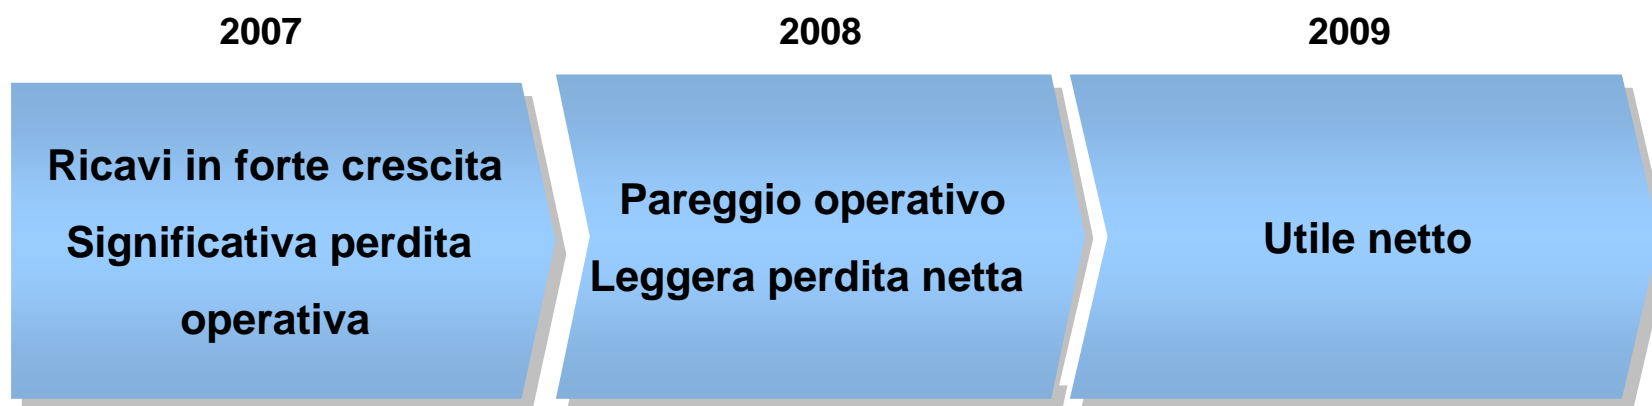 2007
2008
2009
Ricavi in forte crescita
Significativa perdita
operativa
Pareggio operativo
Leggera perdita netta
Utile netto